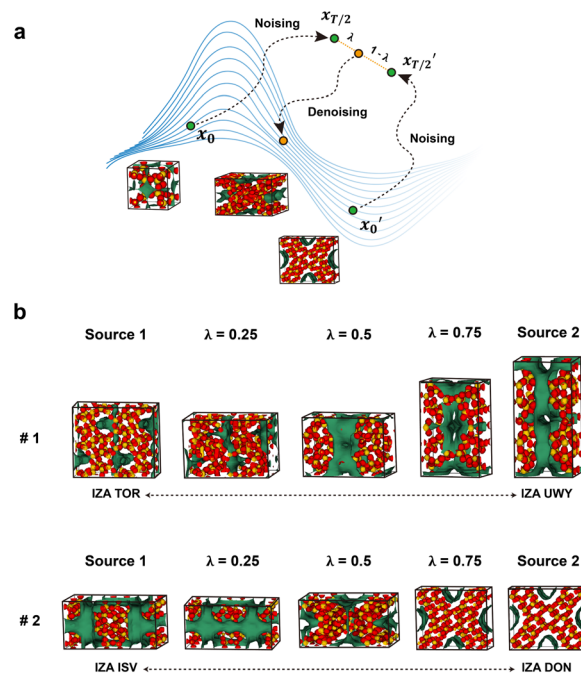 a
Noising
x_{T/2}
λ
1-λ
x_{T/2}'
Denoising
Noising
x_0
x_0'
b
Source 1 λ = 0.25 λ = 0.5 λ = 0.75 Source 2
# 1
IZA TOR IZA UWY
Source 1 λ = 0.25 λ = 0.5 λ = 0.75 Source 2
# 2
IZA ISV IZA DON